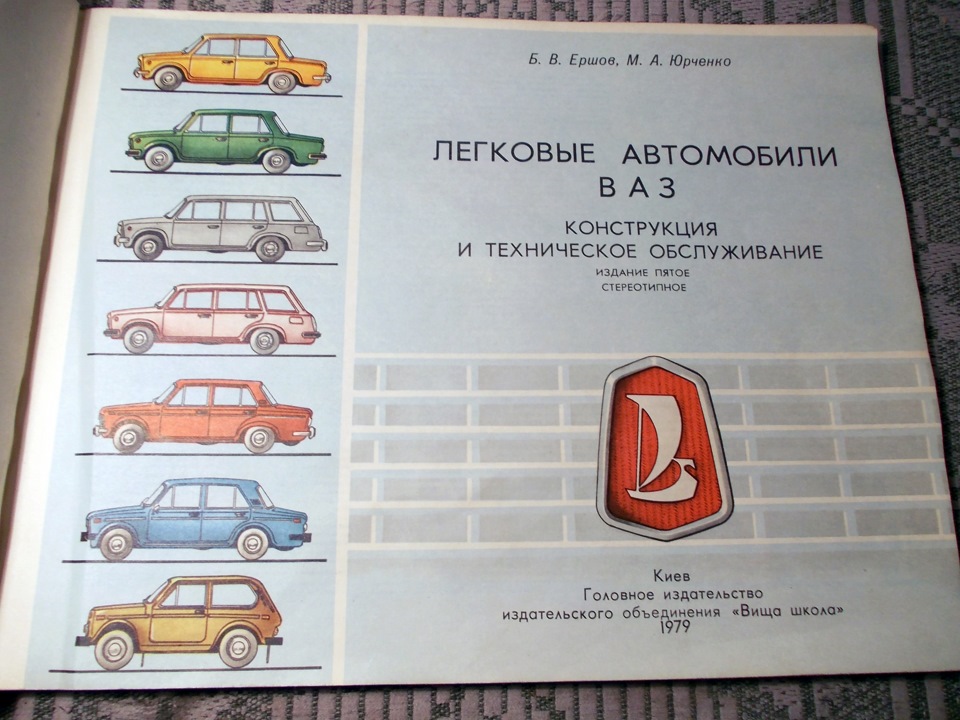 Б. В. Ершов, М. А. Юрченко
ЛЕГКОВЫЕ АВТОМОБИЛИ
ВАЗ
КОНСТРУКЦИЯ
И ТЕХНИЧЕСКОЕ ОБСЛУЖИВАНИЕ
ИЗДАНИЕ ПЯТОЕ
СТЕРЕОТИПНОЕ
Киев
Головное издательство
издательского объединения «Вища школа»
1979